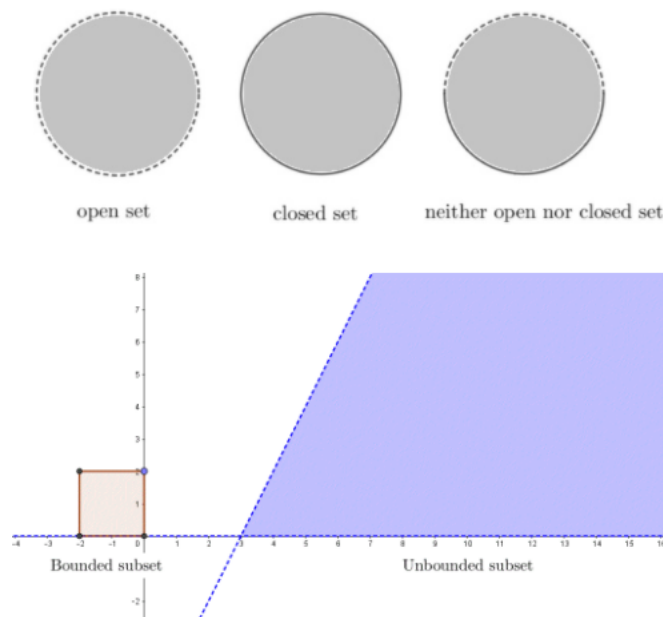 open set
closed set
neither open nor closed set
8
7
6
5
4
3
2
1
-4 -3 -2 -1 0 1 2 3 4 5 6 7 8 9 10 11 12 13 14 15 16
Bounded subset
Unbounded subset
-2